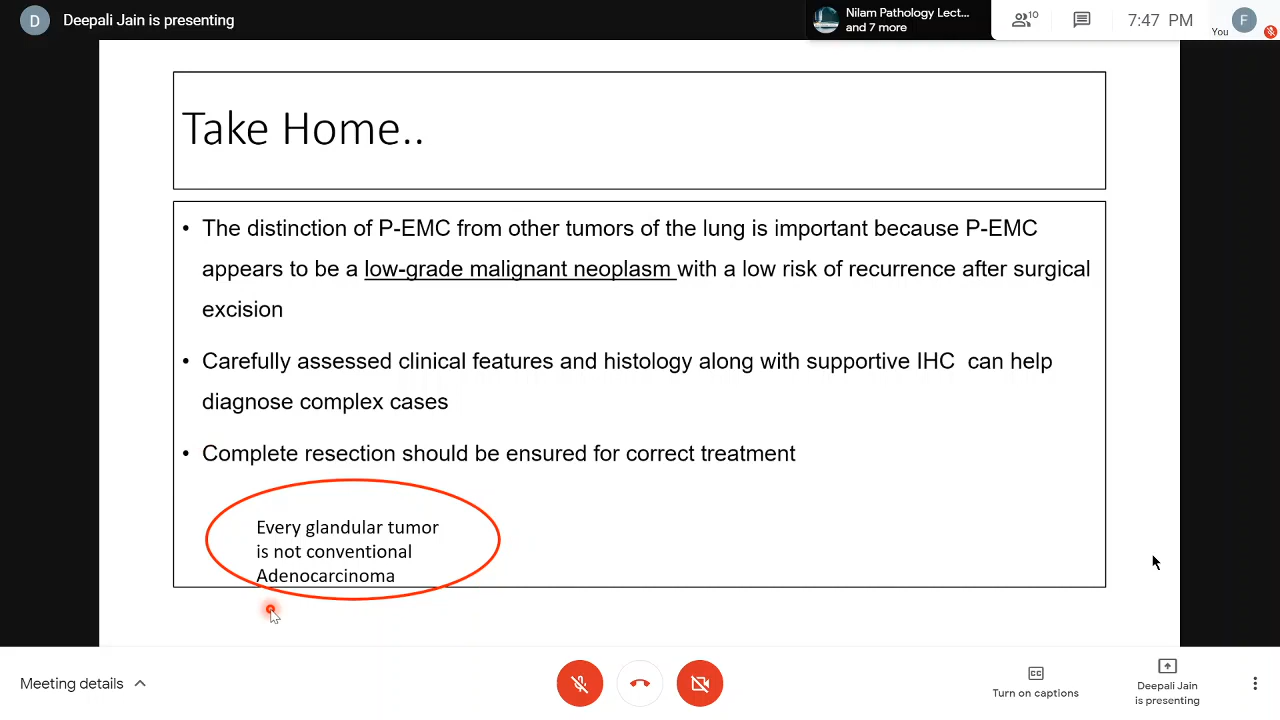 D
Deepali Jain is presenting
Nilam Pathology Lect...
and 7 more
10
7:47 PM
You
F
Take Home..
• The distinction of P-EMC from other tumors of the lung is important because P-EMC
appears to be a low-grade malignant neoplasm with a low risk of recurrence after surgical
excision
• Carefully assessed clinical features and histology along with supportive IHC can help
diagnose complex cases
• Complete resection should be ensured for correct treatment
Every glandular tumor
is not conventional
Adenocarcinoma
Meeting details
CC
Turn on captions
Deepali Jain
is presenting